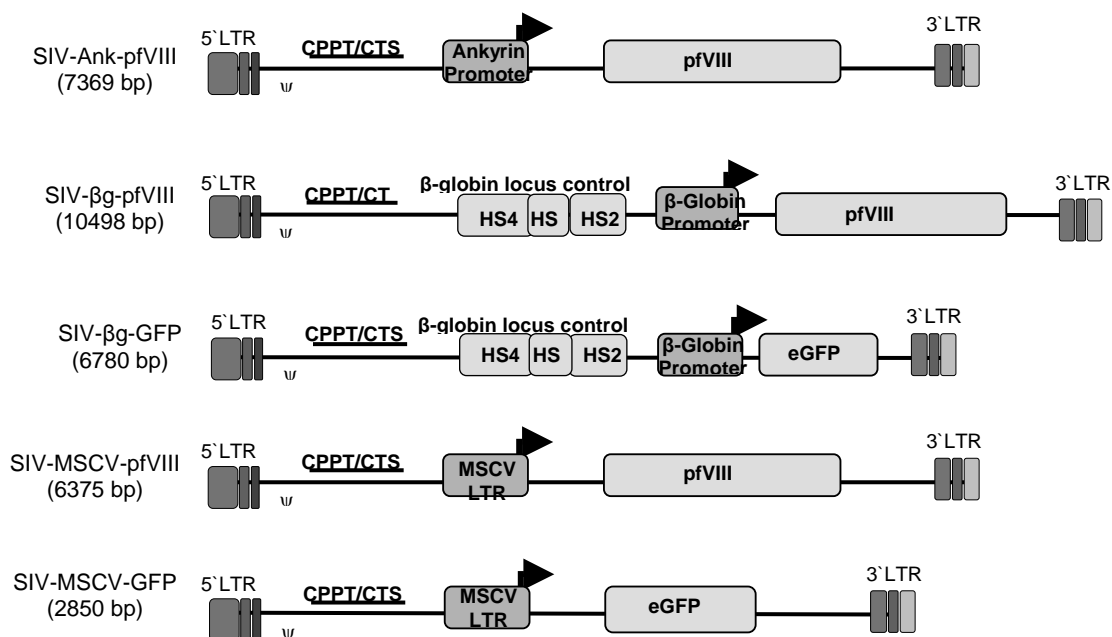 5`LTR
CPPT/CTS
Ankyrin
Promoter
pfVIII
3`LTR
SIV-Ank-pfVIII
(7369 bp)
ψ
5`LTR
CPPT/CT
β-globin locus control
HS4 HS HS2
β-Globin
Promoter
pfVIII
3`LTR
SIV-βg-pfVIII
(10498 bp)
ψ
5`LTR
CPPT/CTS
β-globin locus control
HS4 HS HS2
β-Globin
Promoter
eGFP
3`LTR
SIV-βg-GFP
(6780 bp)
ψ
5`LTR
CPPT/CTS
MSCV
LTR
pfVIII
3`LTR
SIV-MSCV-pfVIII
(6375 bp)
ψ
5`LTR
CPPT/CTS
MSCV
LTR
eGFP
3`LTR
SIV-MSCV-GFP
(2850 bp)
ψ